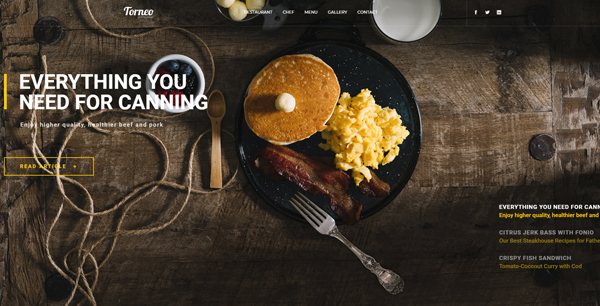 Torneo
RESTAURANT CHEF MENU GALLERY CONTACT
EVERYTHING YOU
NEED FOR CANNING
Enjoy higher quality, healthier beef and pork
READ ARTICLE
EVERYTHING YOU NEED FOR CANN
Enjoy higher quality, healthier beef and
CITRUS JERK BASS WITH FONIO
Our Best Steakhouse Recipes for Fathe
CRISPY FISH SANDWICH
Tomato-Coconut Curry with Cod